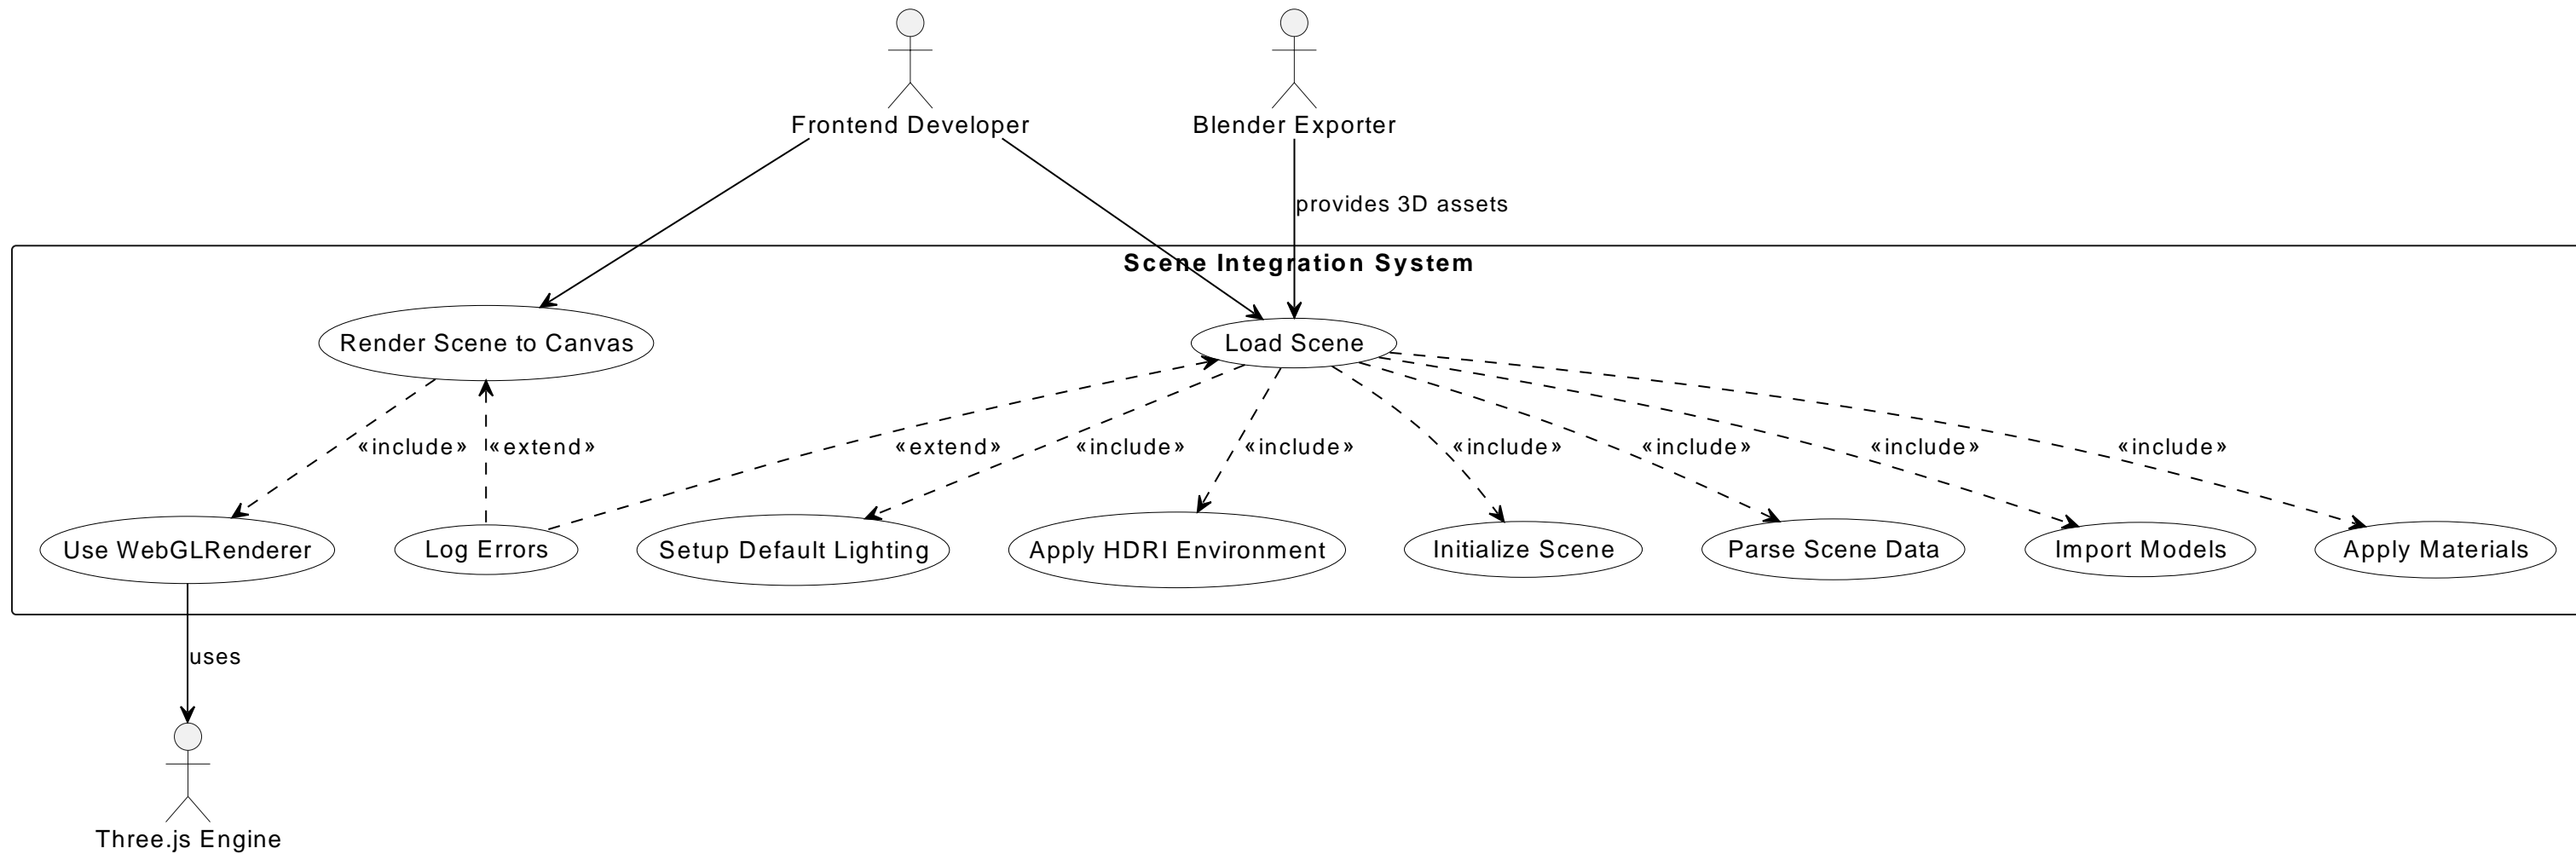 Frontend Developer
Blender Exporter
provides 3D assets
Scene Integration System
Render Scene to Canvas
Load Scene
«include»
«extend»
«extend»
«include»
«include»
«include»
«include»
«include»
«include»
Use WebGLRenderer
Log Errors
Setup Default Lighting
Apply HDRI Environment
Initialize Scene
Parse Scene Data
Import Models
Apply Materials
uses
Three.js Engine